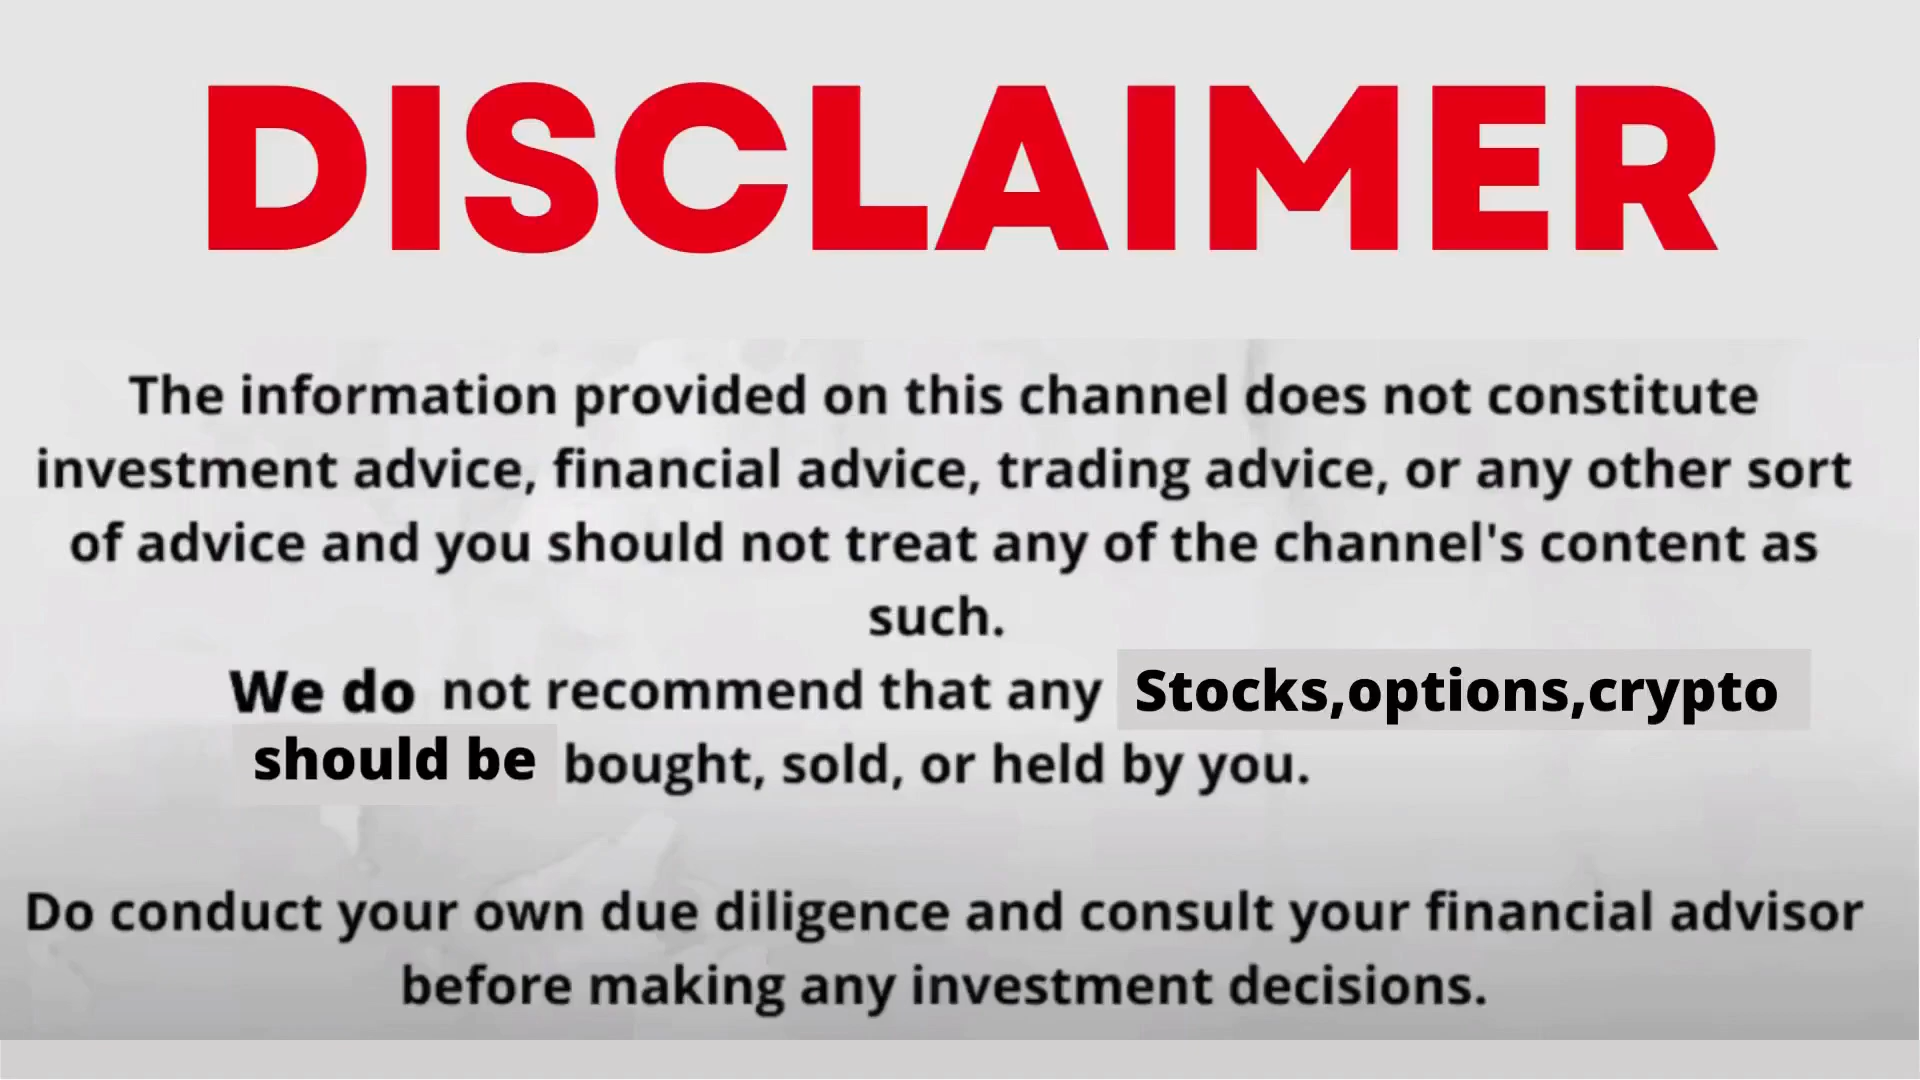 DISCLAIMER
The information provided on this channel does not constitute
investment advice, financial advice, trading advice, or any other sort
of advice and you should not treat any of the channel's content as
such.
We do not recommend that any Stocks,options,crypto
should be bought, sold, or held by you.
Do conduct your own due diligence and consult your financial advisor
before making any investment decisions.